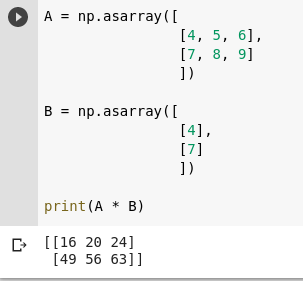 A = np.asarray([
[4, 5, 6],
[7, 8, 9]
])
B = np.asarray([
[4],
[7]
])
print(A * B)
[[16 20 24]
[49 56 63]]